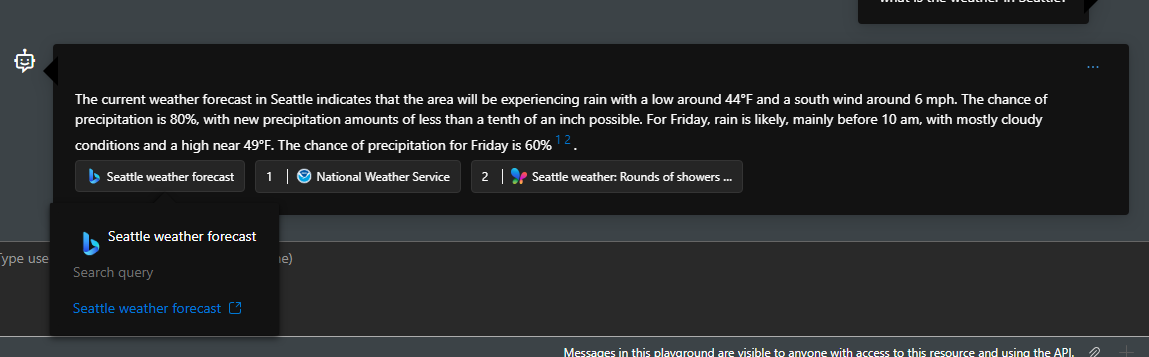 what is the weather in Seattle?
...
The current weather forecast in Seattle indicates that the area will be experiencing rain with a low around 44°F and a south wind around 6 mph. The chance of
precipitation is 80%, with new precipitation amounts of less than a tenth of an inch possible. For Friday, rain is likely, mainly before 10 am, with mostly cloudy
conditions and a high near 49°F. The chance of precipitation for Friday is 60% 1 2 .
Seattle weather forecast
1 | National Weather Service
2 | Seattle weather: Rounds of showers ...
Seattle weather forecast
Search query
Seattle weather forecast
Type use
ne)
Messages in this playground are visible to anyone with access to this resource and using the API.